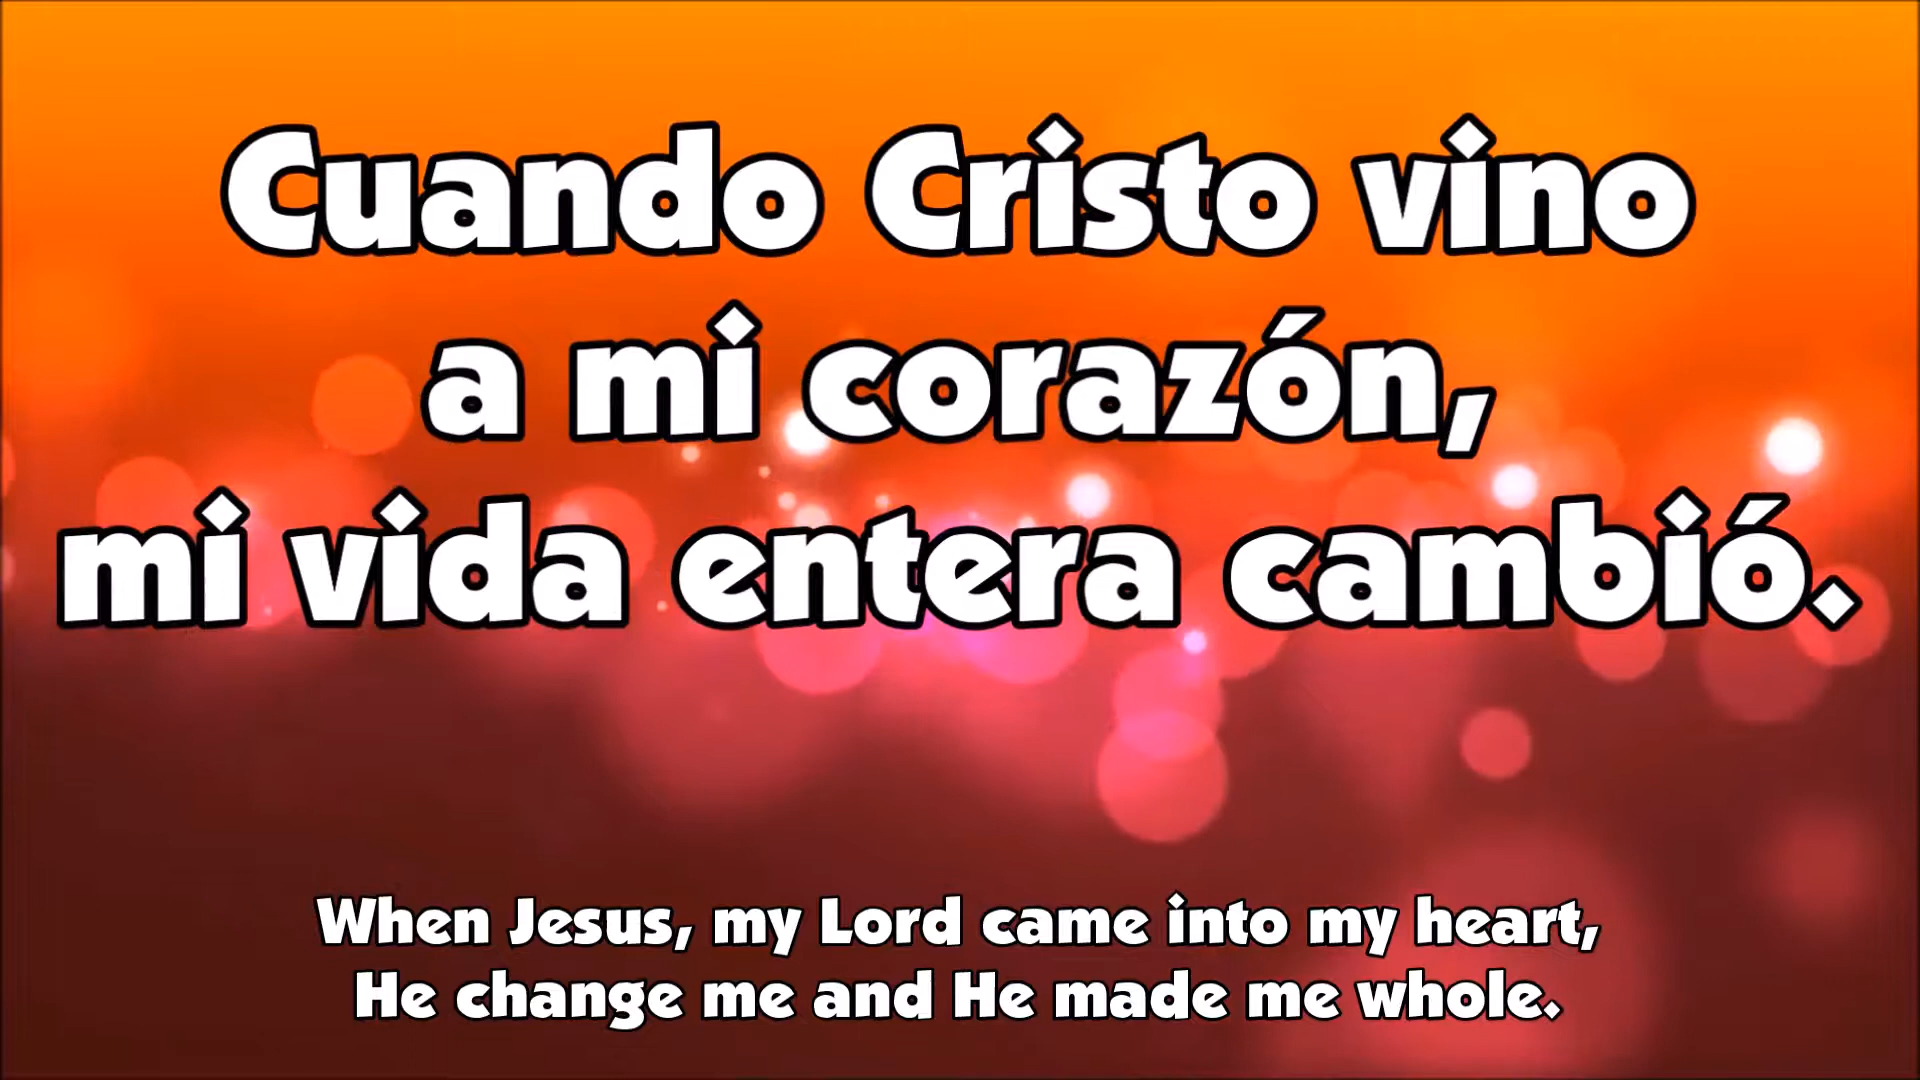 Cuando Cristo vino
a mi corazón,
mi vida entera cambió.
When Jesus, my Lord came into my heart,
He change me and He made me whole.